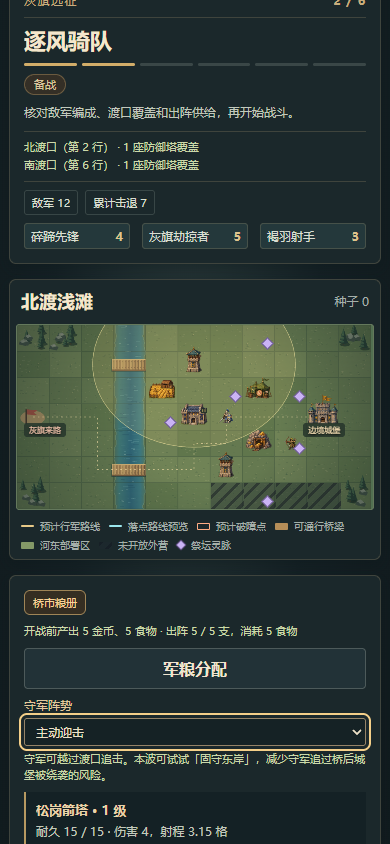 灰旗远征
2 / 6
逐风骑队
备战
核对敌军编成、渡口覆盖和出阵供给，再开始战斗。
北渡口（第 2 行） · 1 座防御塔覆盖
南渡口（第 6 行） · 1 座防御塔覆盖
敌军 12 累计击退 7
碎蹄先锋 4 灰旗劫掠者 5 褐羽射手 3
北渡浅滩 种子 0
灰旗来路 边境城堡
预计行军路线 落点路线预览 预计破障点 可通行桥梁
河东部署区 未开放外营 祭坛灵脉
桥市粮册
开战前产出 5 金币、5 食物 · 出阵 5 / 5 支，消耗 5 食物
军粮分配
守军阵势
主动迎击
守军可越过渡口追击。本波可试试「固守东岸」，减少守军追过桥后城
堡被绕袭的风险。
松岗箭塔 • 1 级
耐久 15 / 15 · 伤害 4，射程 3.15 格